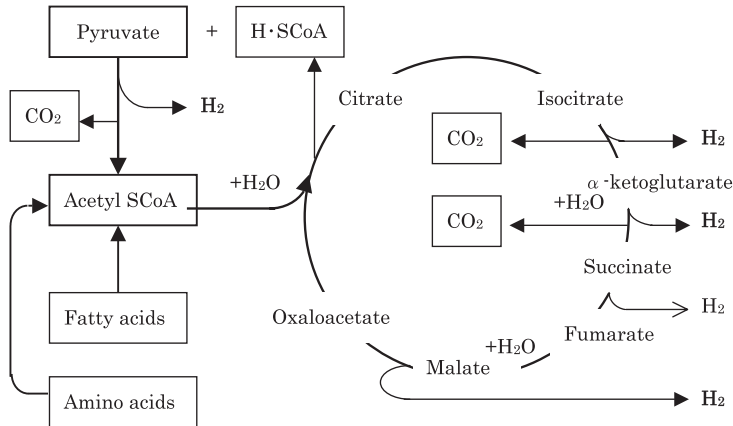 Pyruvate + H·SCoA
CO₂
H₂
Citrate
Isocitrate
CO₂
H₂
α-ketoglutarate
Acetyl SCoA
+H₂O
CO₂
+H₂O
H₂
Succinate
Fatty acids
Oxaloacetate
H₂
Fumarate
+H₂O
Malate
Amino acids
H₂